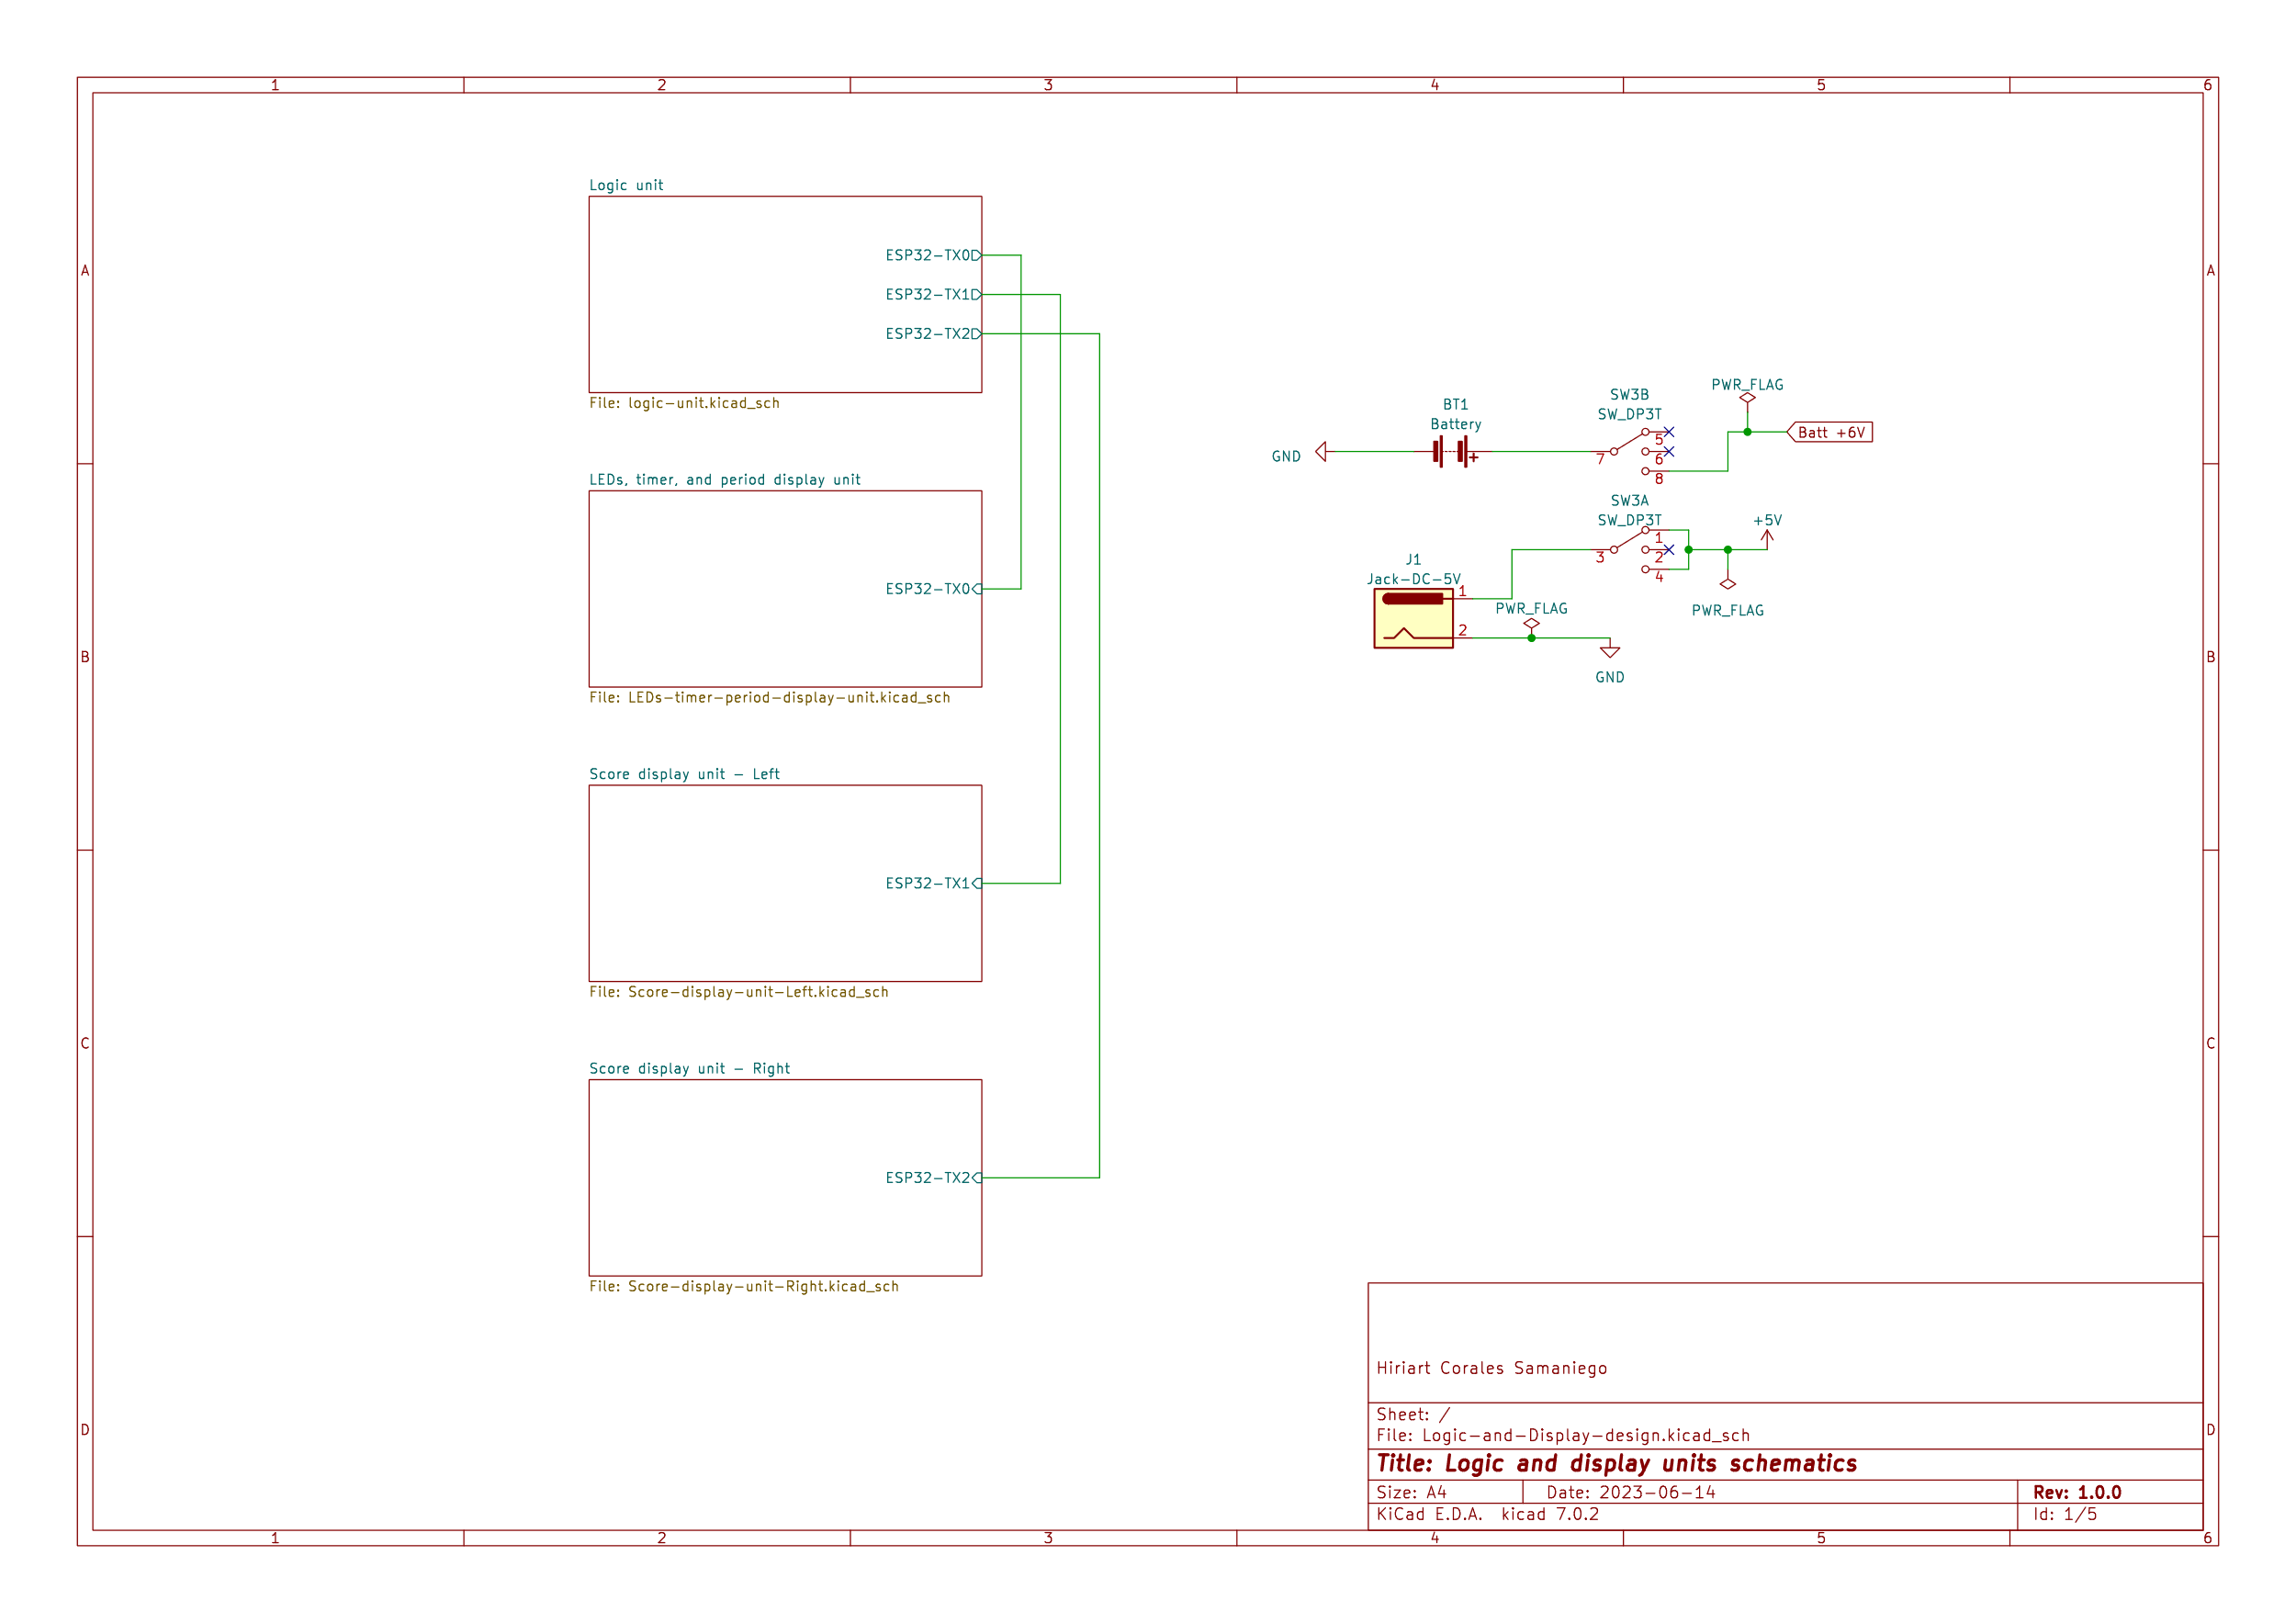 1 2 3 4 5 6
A A
B B
C C
D D
Logic unit
ESP32-TX0
ESP32-TX1
ESP32-TX2
File: logic-unit.kicad_sch
LEDs, timer, and period display unit
ESP32-TX0
File: LEDs-timer-period-display-unit.kicad_sch
Score display unit - Left
ESP32-TX1
File: Score-display-unit-Left.kicad_sch
Score display unit - Right
ESP32-TX2
File: Score-display-unit-Right.kicad_sch
GND
BT1
Battery
+
SW3B
SW_DP3T
7
5
6
8
PWR_FLAG
Batt +6V
SW3A
SW_DP3T
3
1
2
4
+5V
PWR_FLAG
J1
Jack-DC-5V
1
2
PWR_FLAG
GND
Hiriart Corales Samaniego
Sheet: /
File: Logic-and-Display-design.kicad_sch
Title: Logic and display units schematics
Size: A4 Date: 2023-06-14 Rev: 1.0.0
KiCad E.D.A. kicad 7.0.2 Id: 1/5
1 2 3 4 5 6